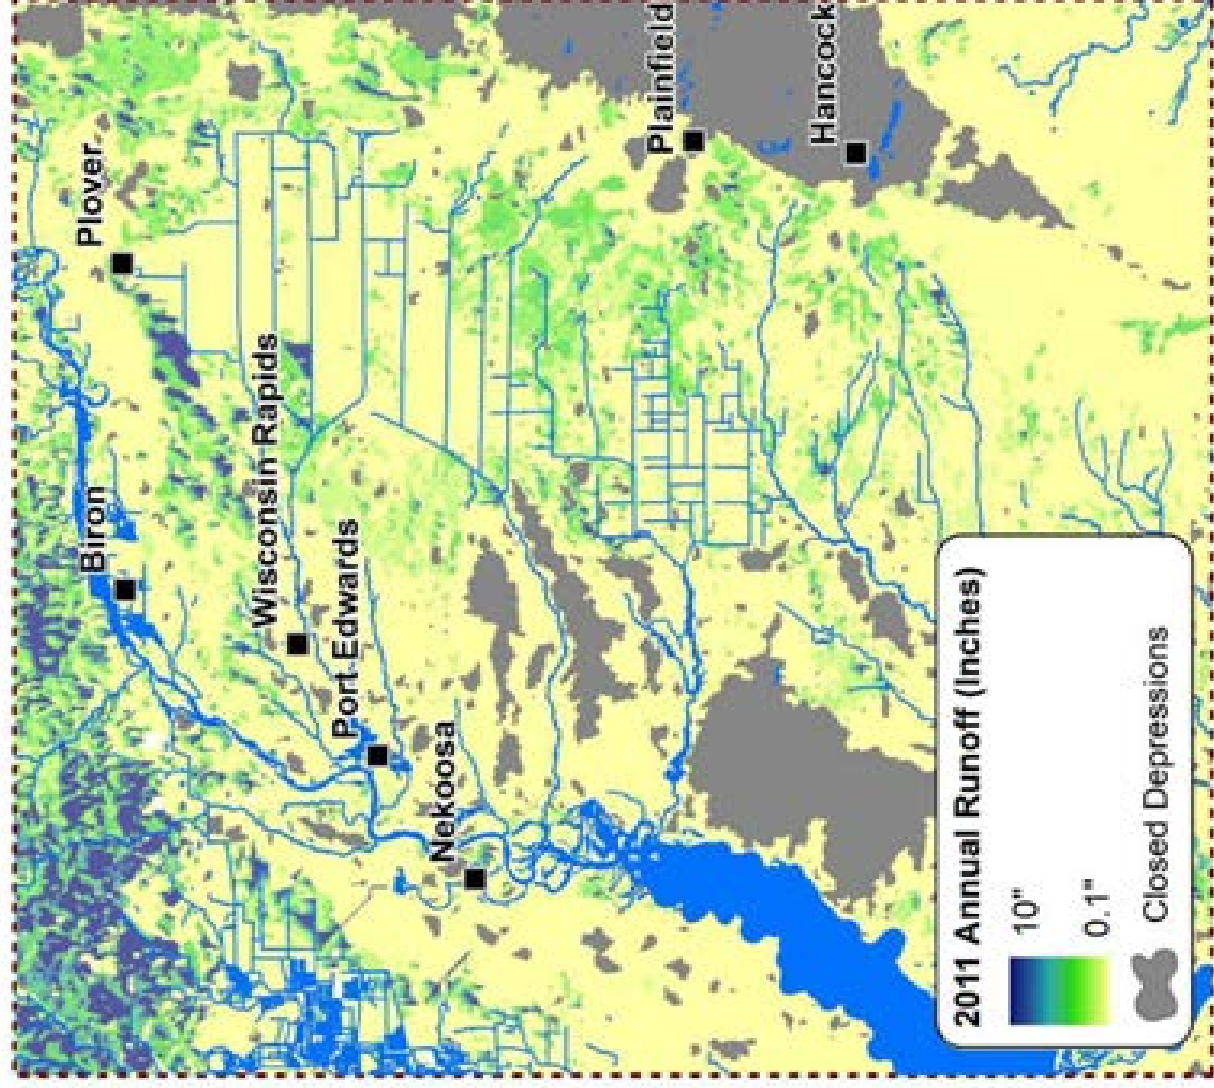 Plover
Biron
Wisconsin Rapids
Port Edwards
Nekoosa
Plainfield
Hancock
2011 Annual Runoff (Inches)
10"
0.1"
Closed Depressions